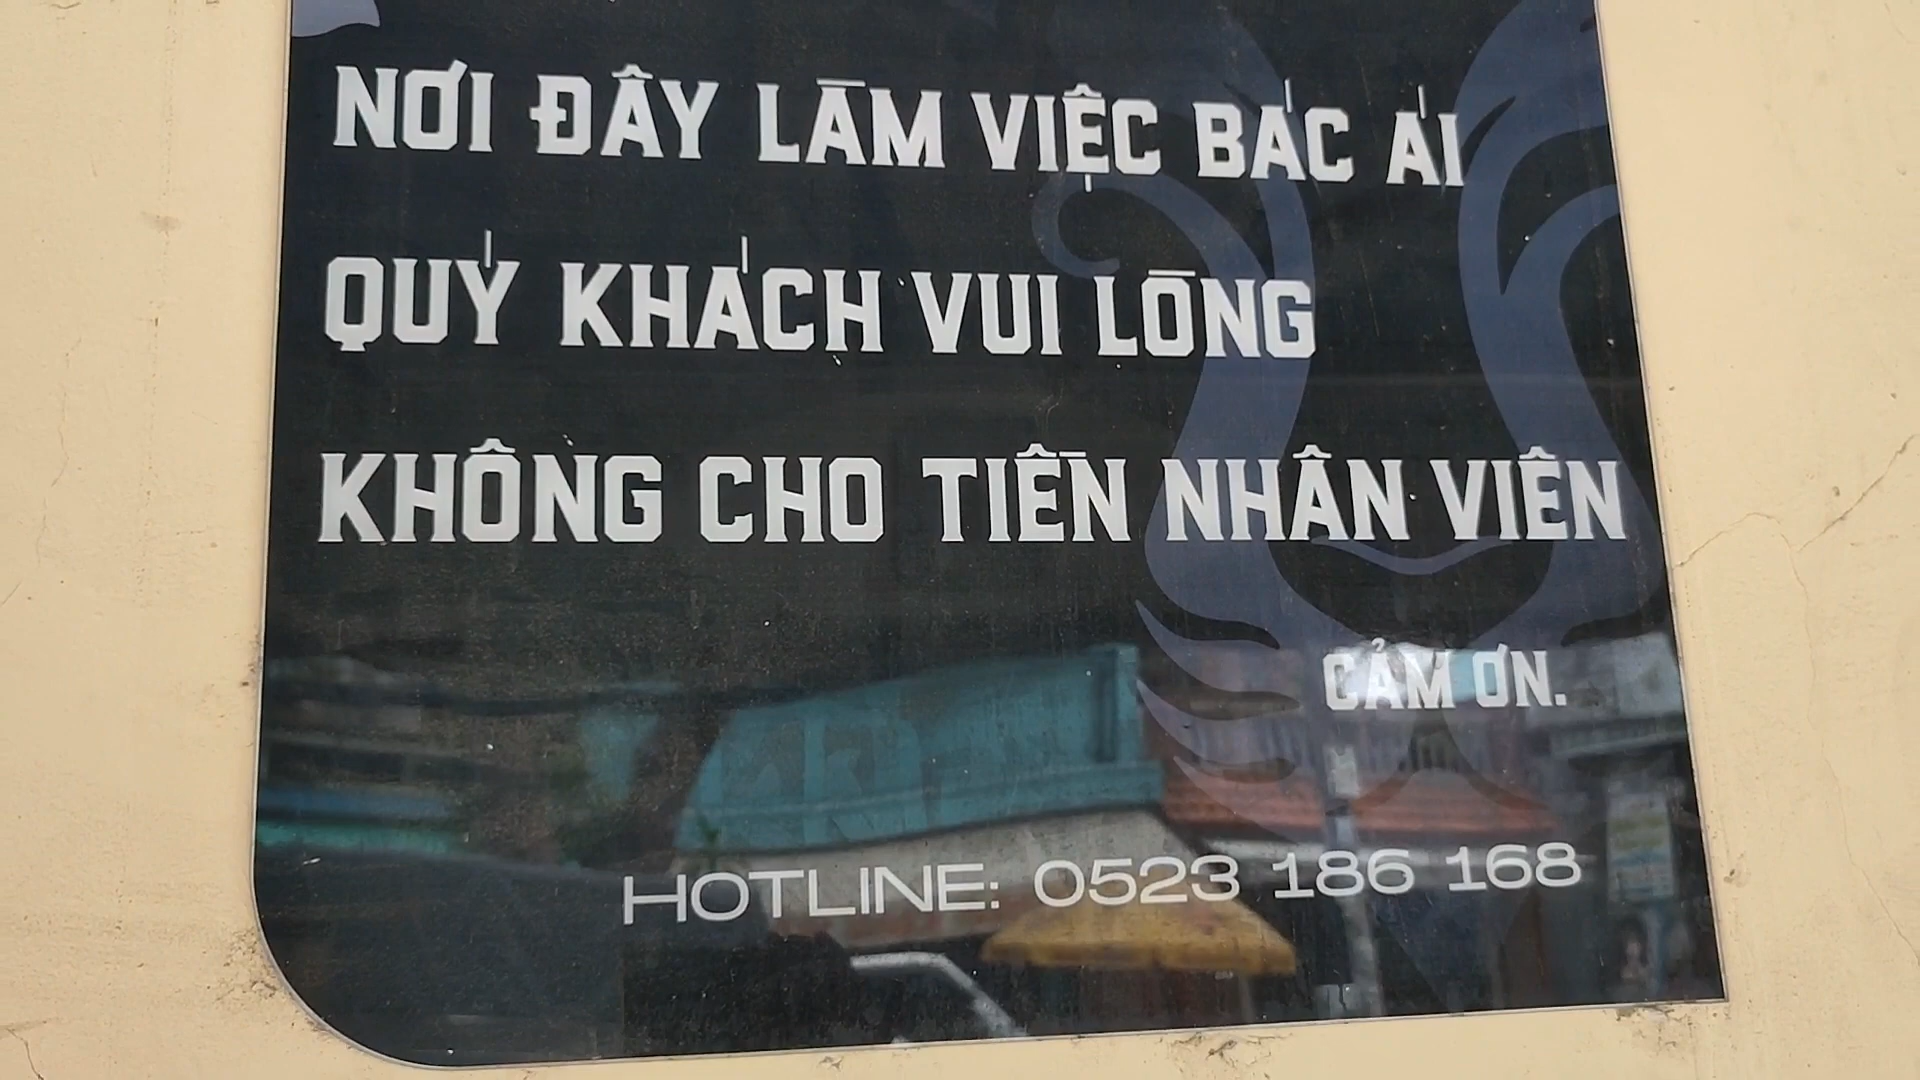 NƠI ĐÂY LÀM VIỆC BÁC ÁI
QUÝ KHÁCH VUI LÒNG
KHÔNG CHO TIỀN NHÂN VIÊN
CẢM ƠN.
HOTLINE: 0523 186 168